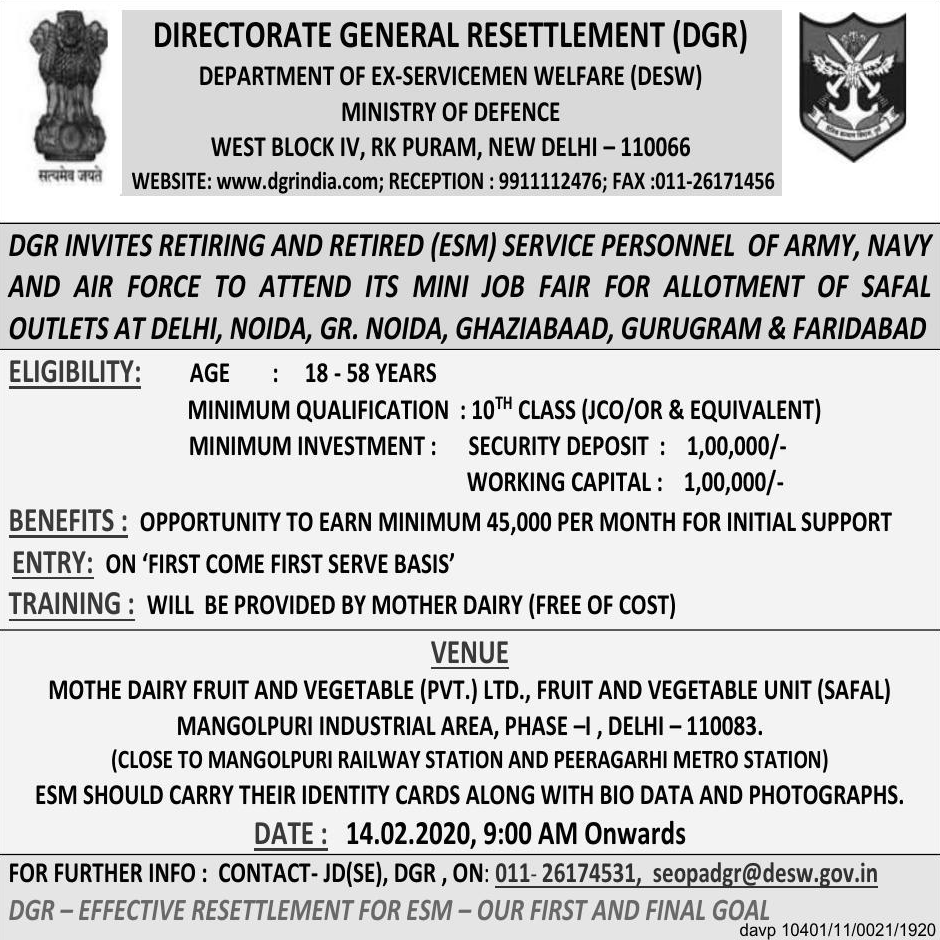 DIRECTORATE GENERAL RESETTLEMENT (DGR)
DEPARTMENT OF EX-SERVICEMEN WELFARE (DESW)
MINISTRY OF DEFENCE
WEST BLOCK IV, RK PURAM, NEW DELHI – 110066
WEBSITE: www.dgrindia.com; RECEPTION : 9911112476; FAX :011-26171456
सत्यमेव जयते
DGR INVITES RETIRING AND RETIRED (ESM) SERVICE PERSONNEL OF ARMY, NAVY
AND AIR FORCE TO ATTEND ITS MINI JOB FAIR FOR ALLOTMENT OF SAFAL
OUTLETS AT DELHI, NOIDA, GR. NOIDA, GHAZIABAAD, GURUGRAM & FARIDABAD
ELIGIBILITY: AGE : 18 - 58 YEARS
MINIMUM QUALIFICATION : 10TH CLASS (JCO/OR & EQUIVALENT)
MINIMUM INVESTMENT : SECURITY DEPOSIT : 1,00,000/-
WORKING CAPITAL : 1,00,000/-
BENEFITS : OPPORTUNITY TO EARN MINIMUM 45,000 PER MONTH FOR INITIAL SUPPORT
ENTRY: ON ‘FIRST COME FIRST SERVE BASIS’
TRAINING : WILL BE PROVIDED BY MOTHER DAIRY (FREE OF COST)
VENUE
MOTHE DAIRY FRUIT AND VEGETABLE (PVT.) LTD., FRUIT AND VEGETABLE UNIT (SAFAL)
MANGOLPURI INDUSTRIAL AREA, PHASE –I , DELHI – 110083.
(CLOSE TO MANGOLPURI RAILWAY STATION AND PEERAGARHI METRO STATION)
ESM SHOULD CARRY THEIR IDENTITY CARDS ALONG WITH BIO DATA AND PHOTOGRAPHS.
DATE : 14.02.2020, 9:00 AM Onwards
FOR FURTHER INFO : CONTACT- JD(SE), DGR , ON: 011- 26174531, seopadgr@desw.gov.in
DGR – EFFECTIVE RESETTLEMENT FOR ESM – OUR FIRST AND FINAL GOAL
davp 10401/11/0021/1920